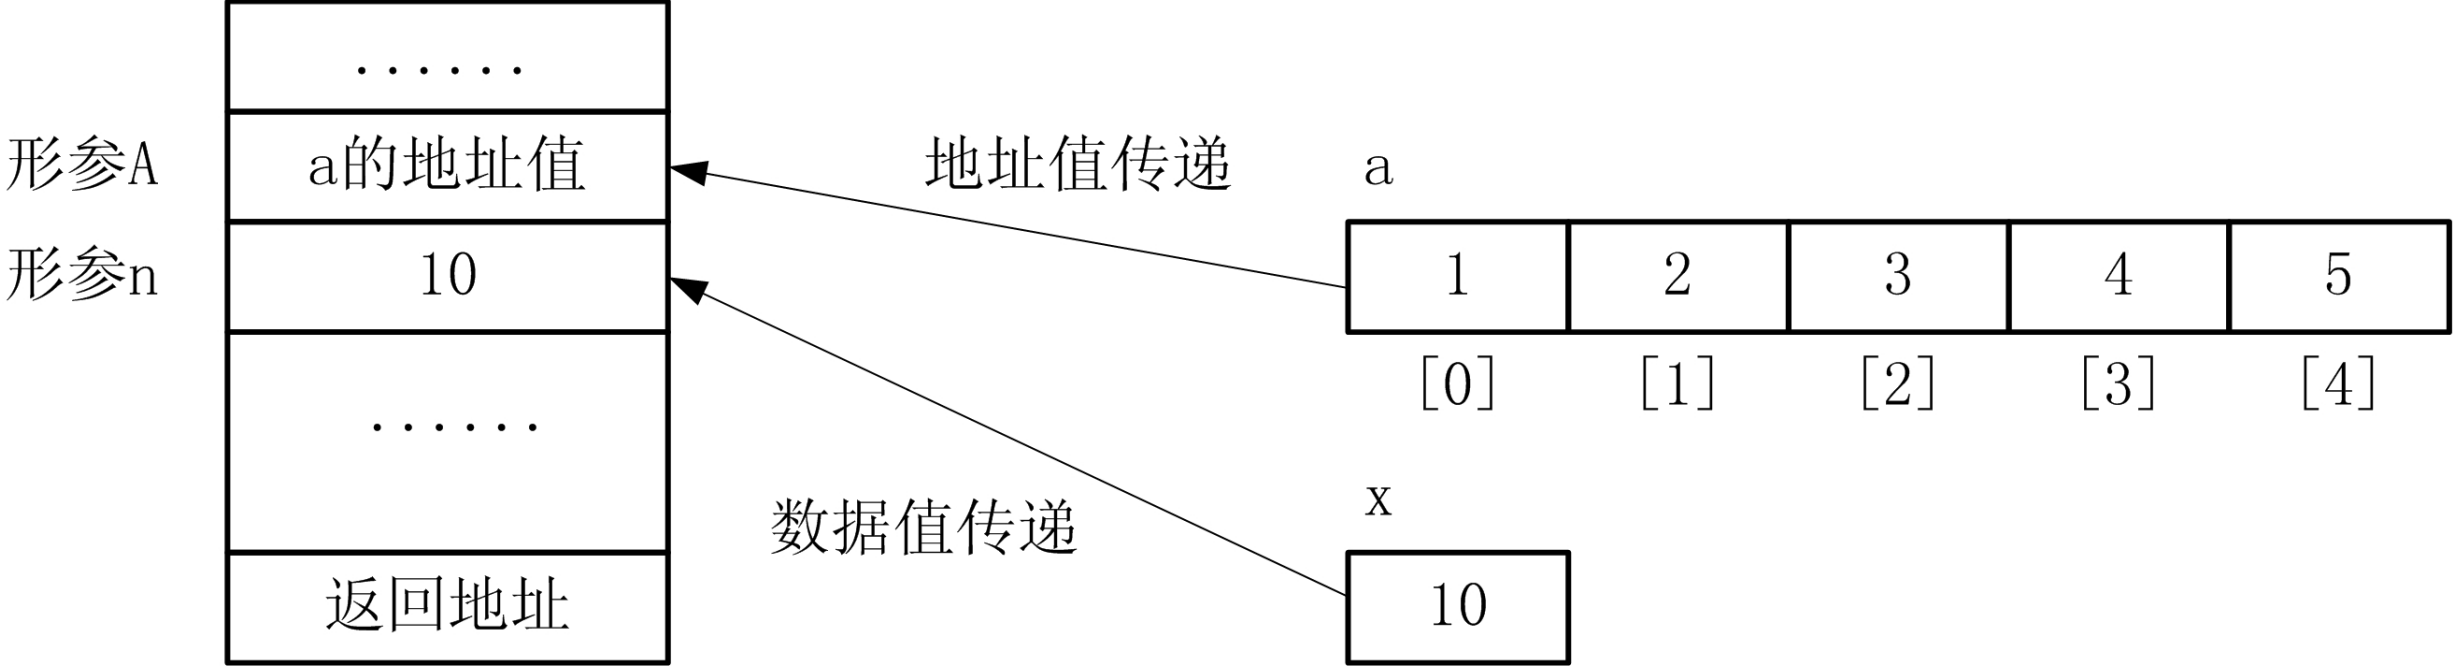 ······
形参A
a的地址值
地址值传递
a
形参n
10
1 2 3 4 5
[0] [1] [2] [3] [4]
······
数据值传递
x
返回地址
10